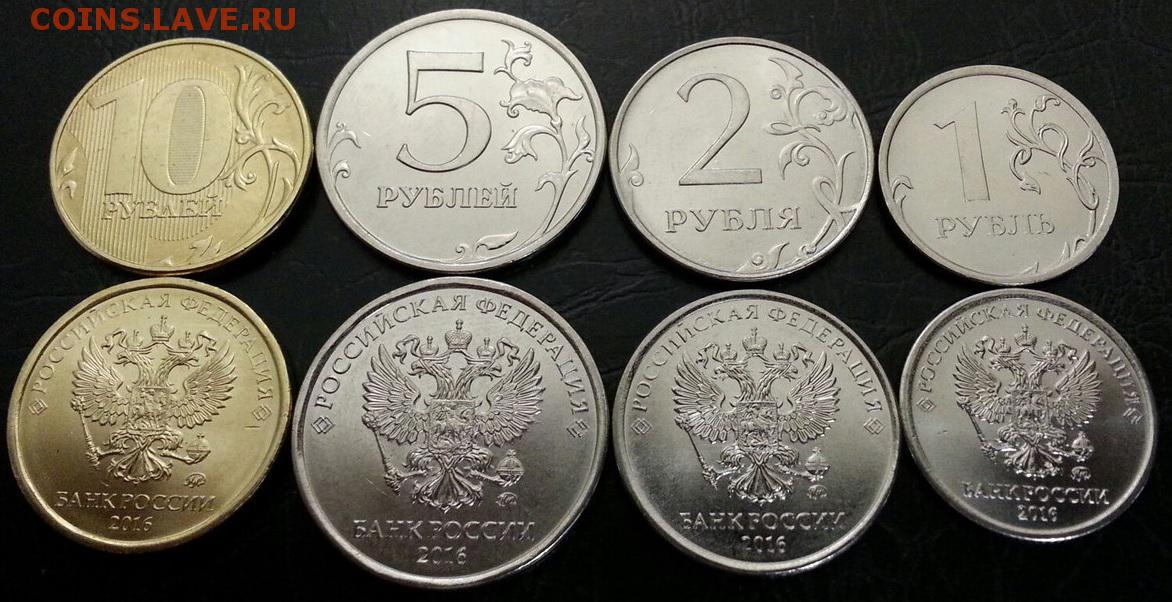 COINS.LAVE.RU
10
РУБЛЕЙ
5
РУБЛЕЙ
2
РУБЛЯ
1
РУБЛЬ
РОССИЙСКАЯ ФЕДЕРАЦИЯ
БАНК РОССИИ
2016
РОССИЙСКАЯ ФЕДЕРАЦИЯ
БАНК РОССИИ
2016
РОССИЙСКАЯ ФЕДЕРАЦИЯ
БАНК РОССИИ
2016
РОССИЙСКАЯ ФЕДЕРАЦИЯ
БАНК РОССИИ
2016